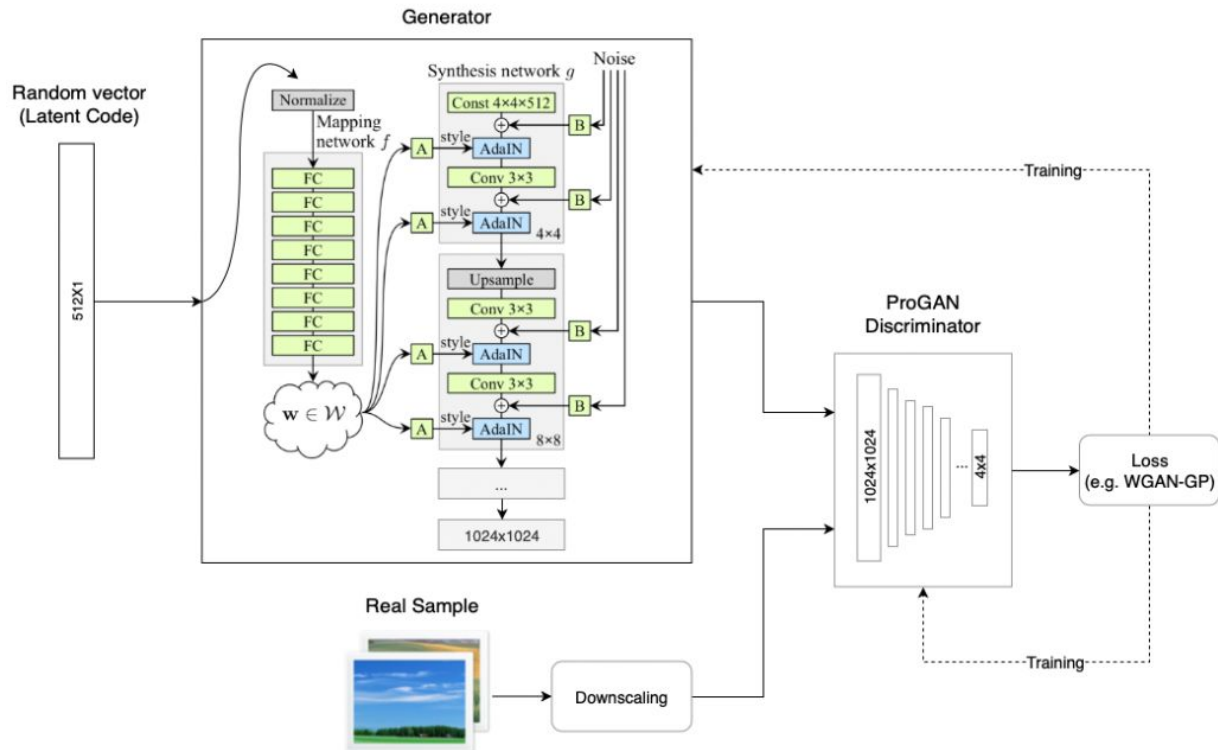 Generator
Random vector
(Latent Code)
512X1
Normalize
Mapping
network f
FC
FC
FC
FC
FC
FC
FC
FC
w ∈ W
Synthesis network g
Noise
Const 4×4×512
B
A
style
AdaIN
Conv 3×3
B
A
style
AdaIN
4×4
Upsample
Conv 3×3
B
A
style
AdaIN
Conv 3×3
B
A
style
AdaIN
8×8
...
1024x1024
Training
ProGAN
Discriminator
1024x1024
...
4x4
Loss
(e.g. WGAN-GP)
Training
Real Sample
Downscaling